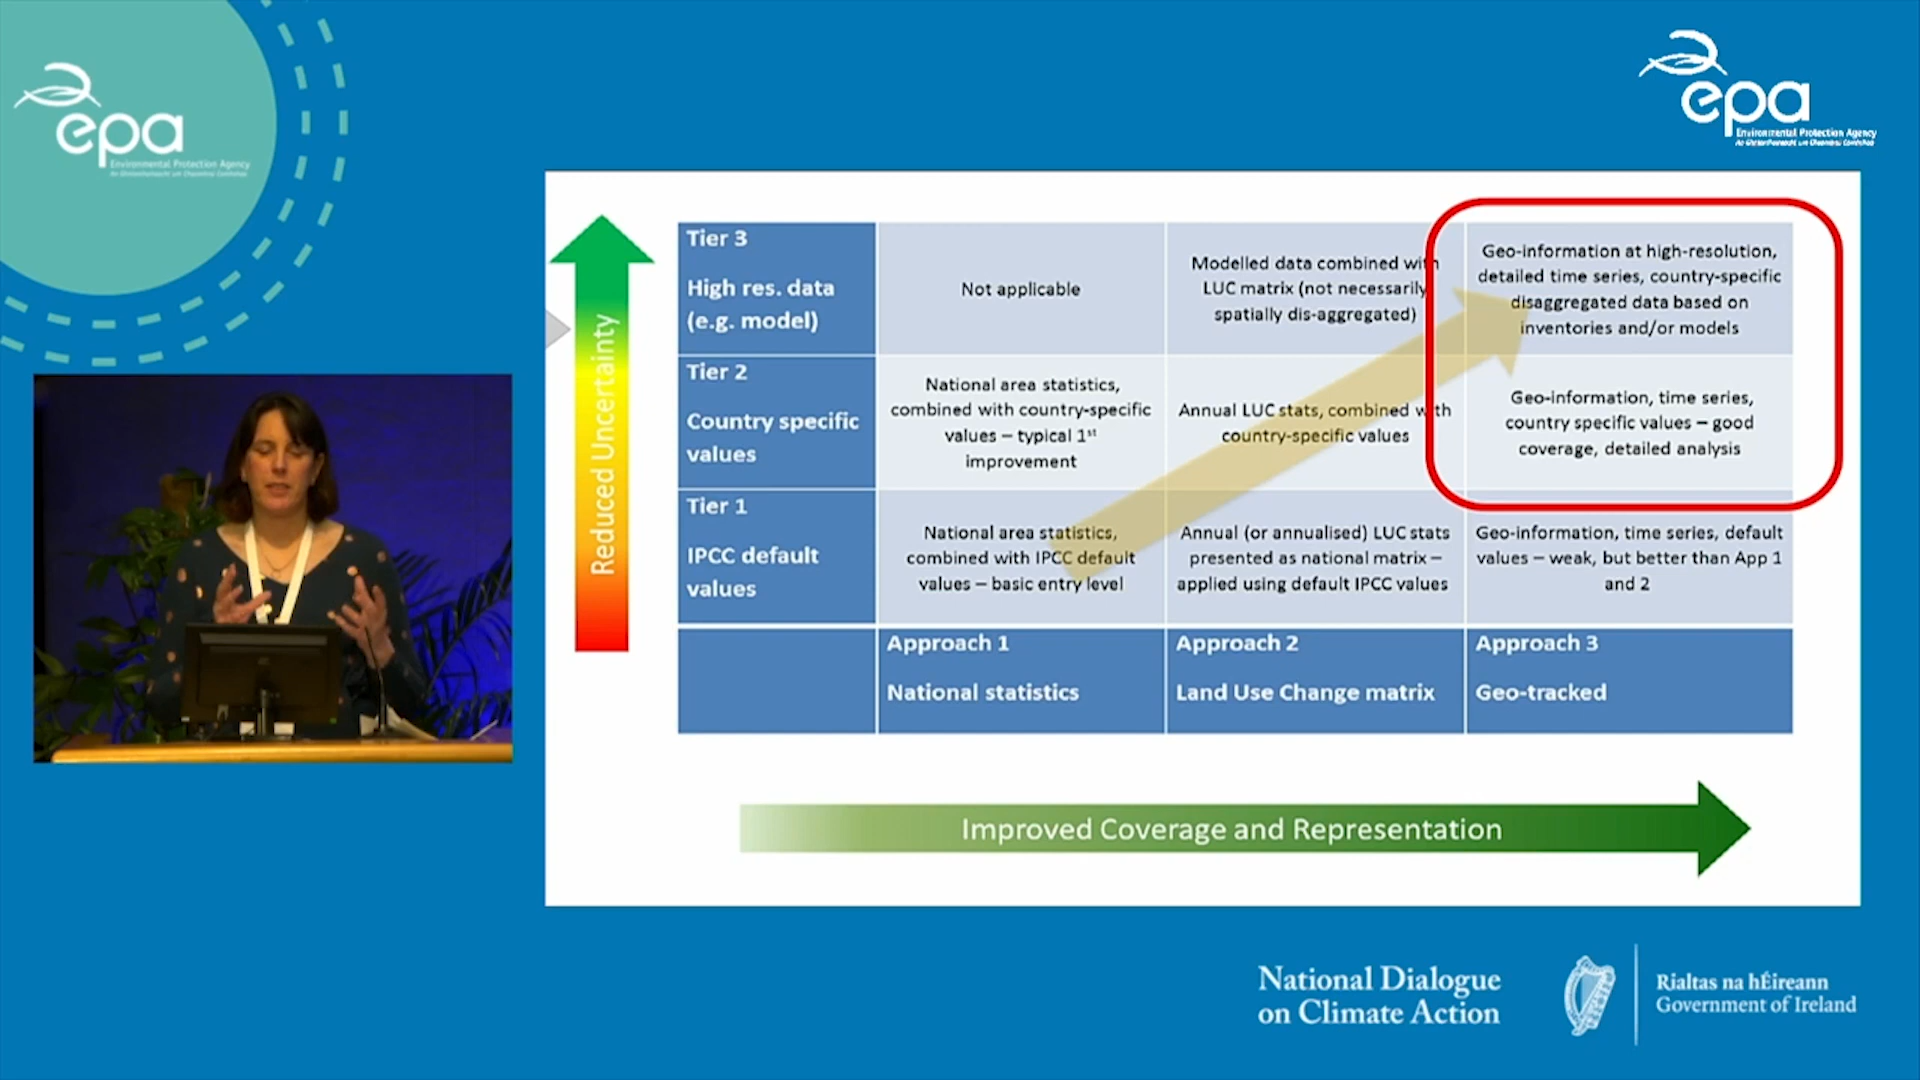 epa
Environmental Protection Agency
An Ghníomhaireacht um Chaomhnú Comhshaoil
epa
Environmental Protection Agency
An Ghníomhaireacht um Chaomhnú Comhshaoil
Reduced Uncertainty
Tier 3
High res. data
(e.g. model)
Not applicable
Modelled data combined with
LUC matrix (not necessarily
spatially dis-aggregated)
Geo-information at high-resolution,
detailed time series, country-specific
disaggregated data based on
inventories and/or models
Tier 2
Country specific
values
National area statistics,
combined with country-specific
values – typical 1st
improvement
Annual LUC stats, combined with
country-specific values
Geo-information, time series,
country specific values – good
coverage, detailed analysis
Tier 1
IPCC default
values
National area statistics,
combined with IPCC default
values – basic entry level
Annual (or annualised) LUC stats
presented as national matrix –
applied using default IPCC values
Geo-information, time series, default
values – weak, but better than App 1
and 2
Approach 1
National statistics
Approach 2
Land Use Change matrix
Approach 3
Geo-tracked
Improved Coverage and Representation
National Dialogue
on Climate Action
Rialtas na hÉireann
Government of Ireland